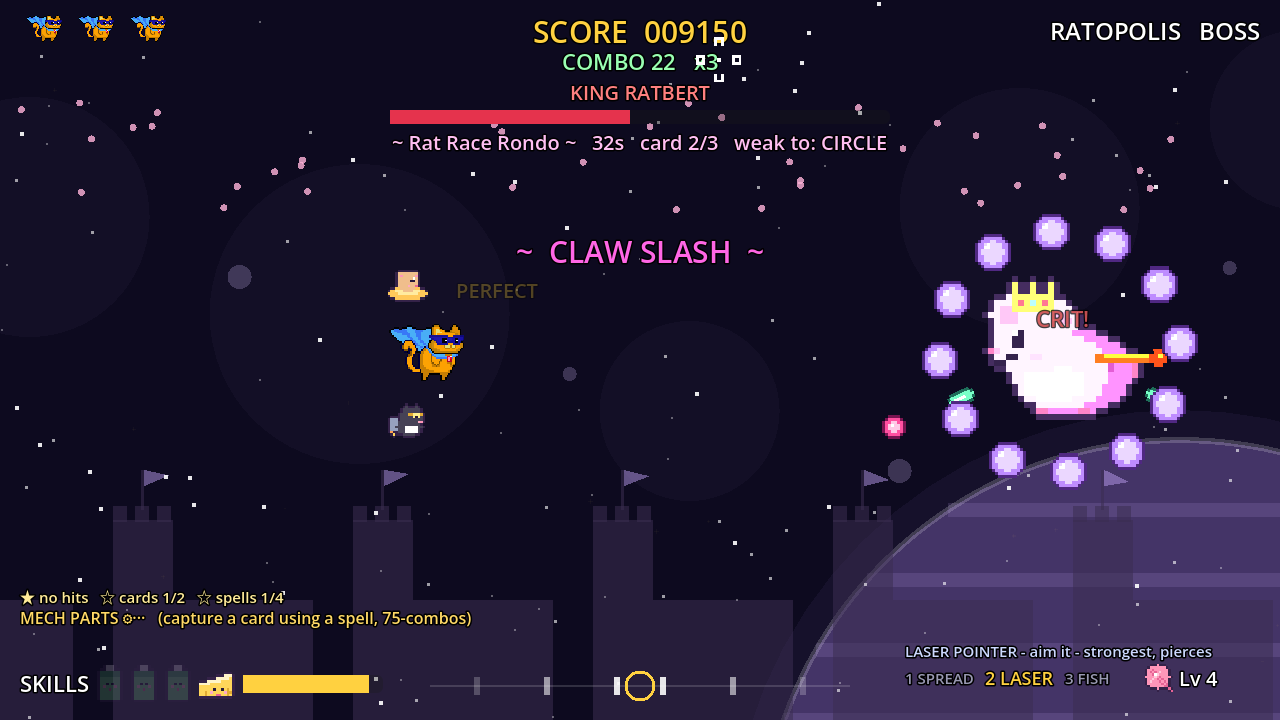 SCORE 009150
RATOPOLIS BOSS
COMBO 22 x3
KING RATBERT
~ Rat Race Rondo ~ 32s card 2/3 weak to: CIRCLE
~ CLAW SLASH ~
PERFECT
CRIT!
★ no hits ☆ cards 1/2 ☆ spells 1/4
MECH PARTS ⚙··· (capture a card using a spell, 75-combos)
LASER POINTER - aim it - strongest, pierces
SKILLS
1 SPREAD 2 LASER 3 FISH
Lv 4